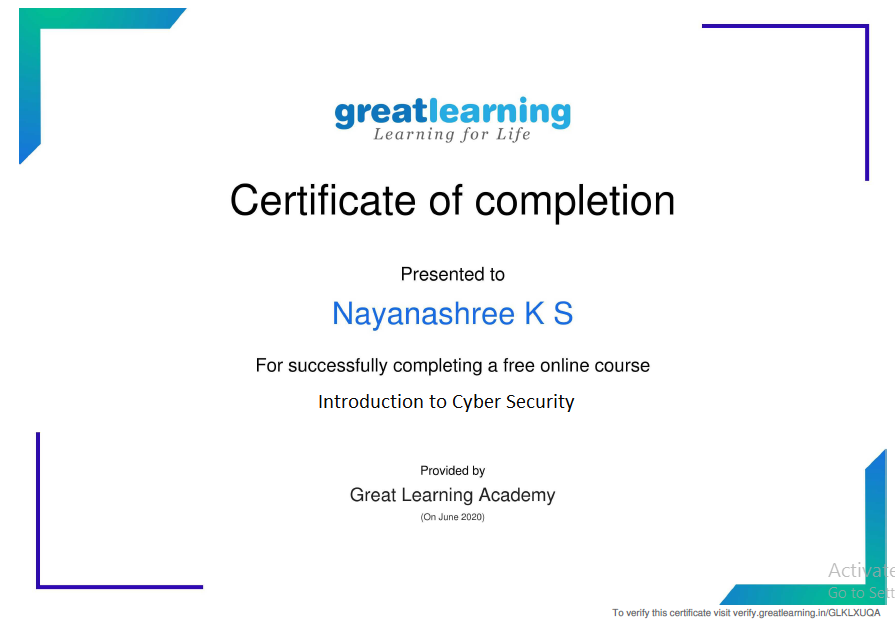 greatlearning
Learning for Life
Certificate of completion
Presented to
Nayanashree K S
For successfully completing a free online course
Introduction to Cyber Security
Provided by
Great Learning Academy
(On June 2020)
Activate
Go to Sett
To verify this certificate visit verify.greatlearning.in/GLKLXUQA